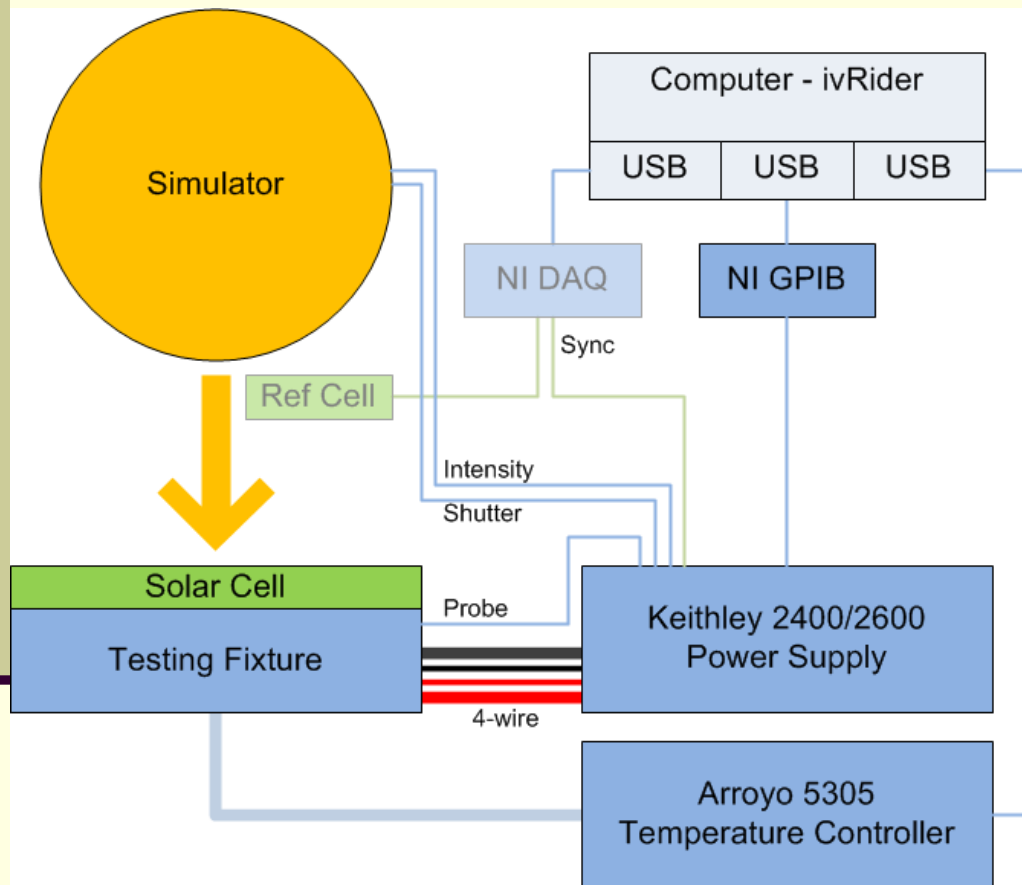 Simulator
Computer - ivRider
USB USB USB
NI DAQ
NI GPIB
Sync
Ref Cell
Intensity
Shutter
Solar Cell
Testing Fixture
Probe
4-wire
Keithley 2400/2600
Power Supply
Arroyo 5305
Temperature Controller